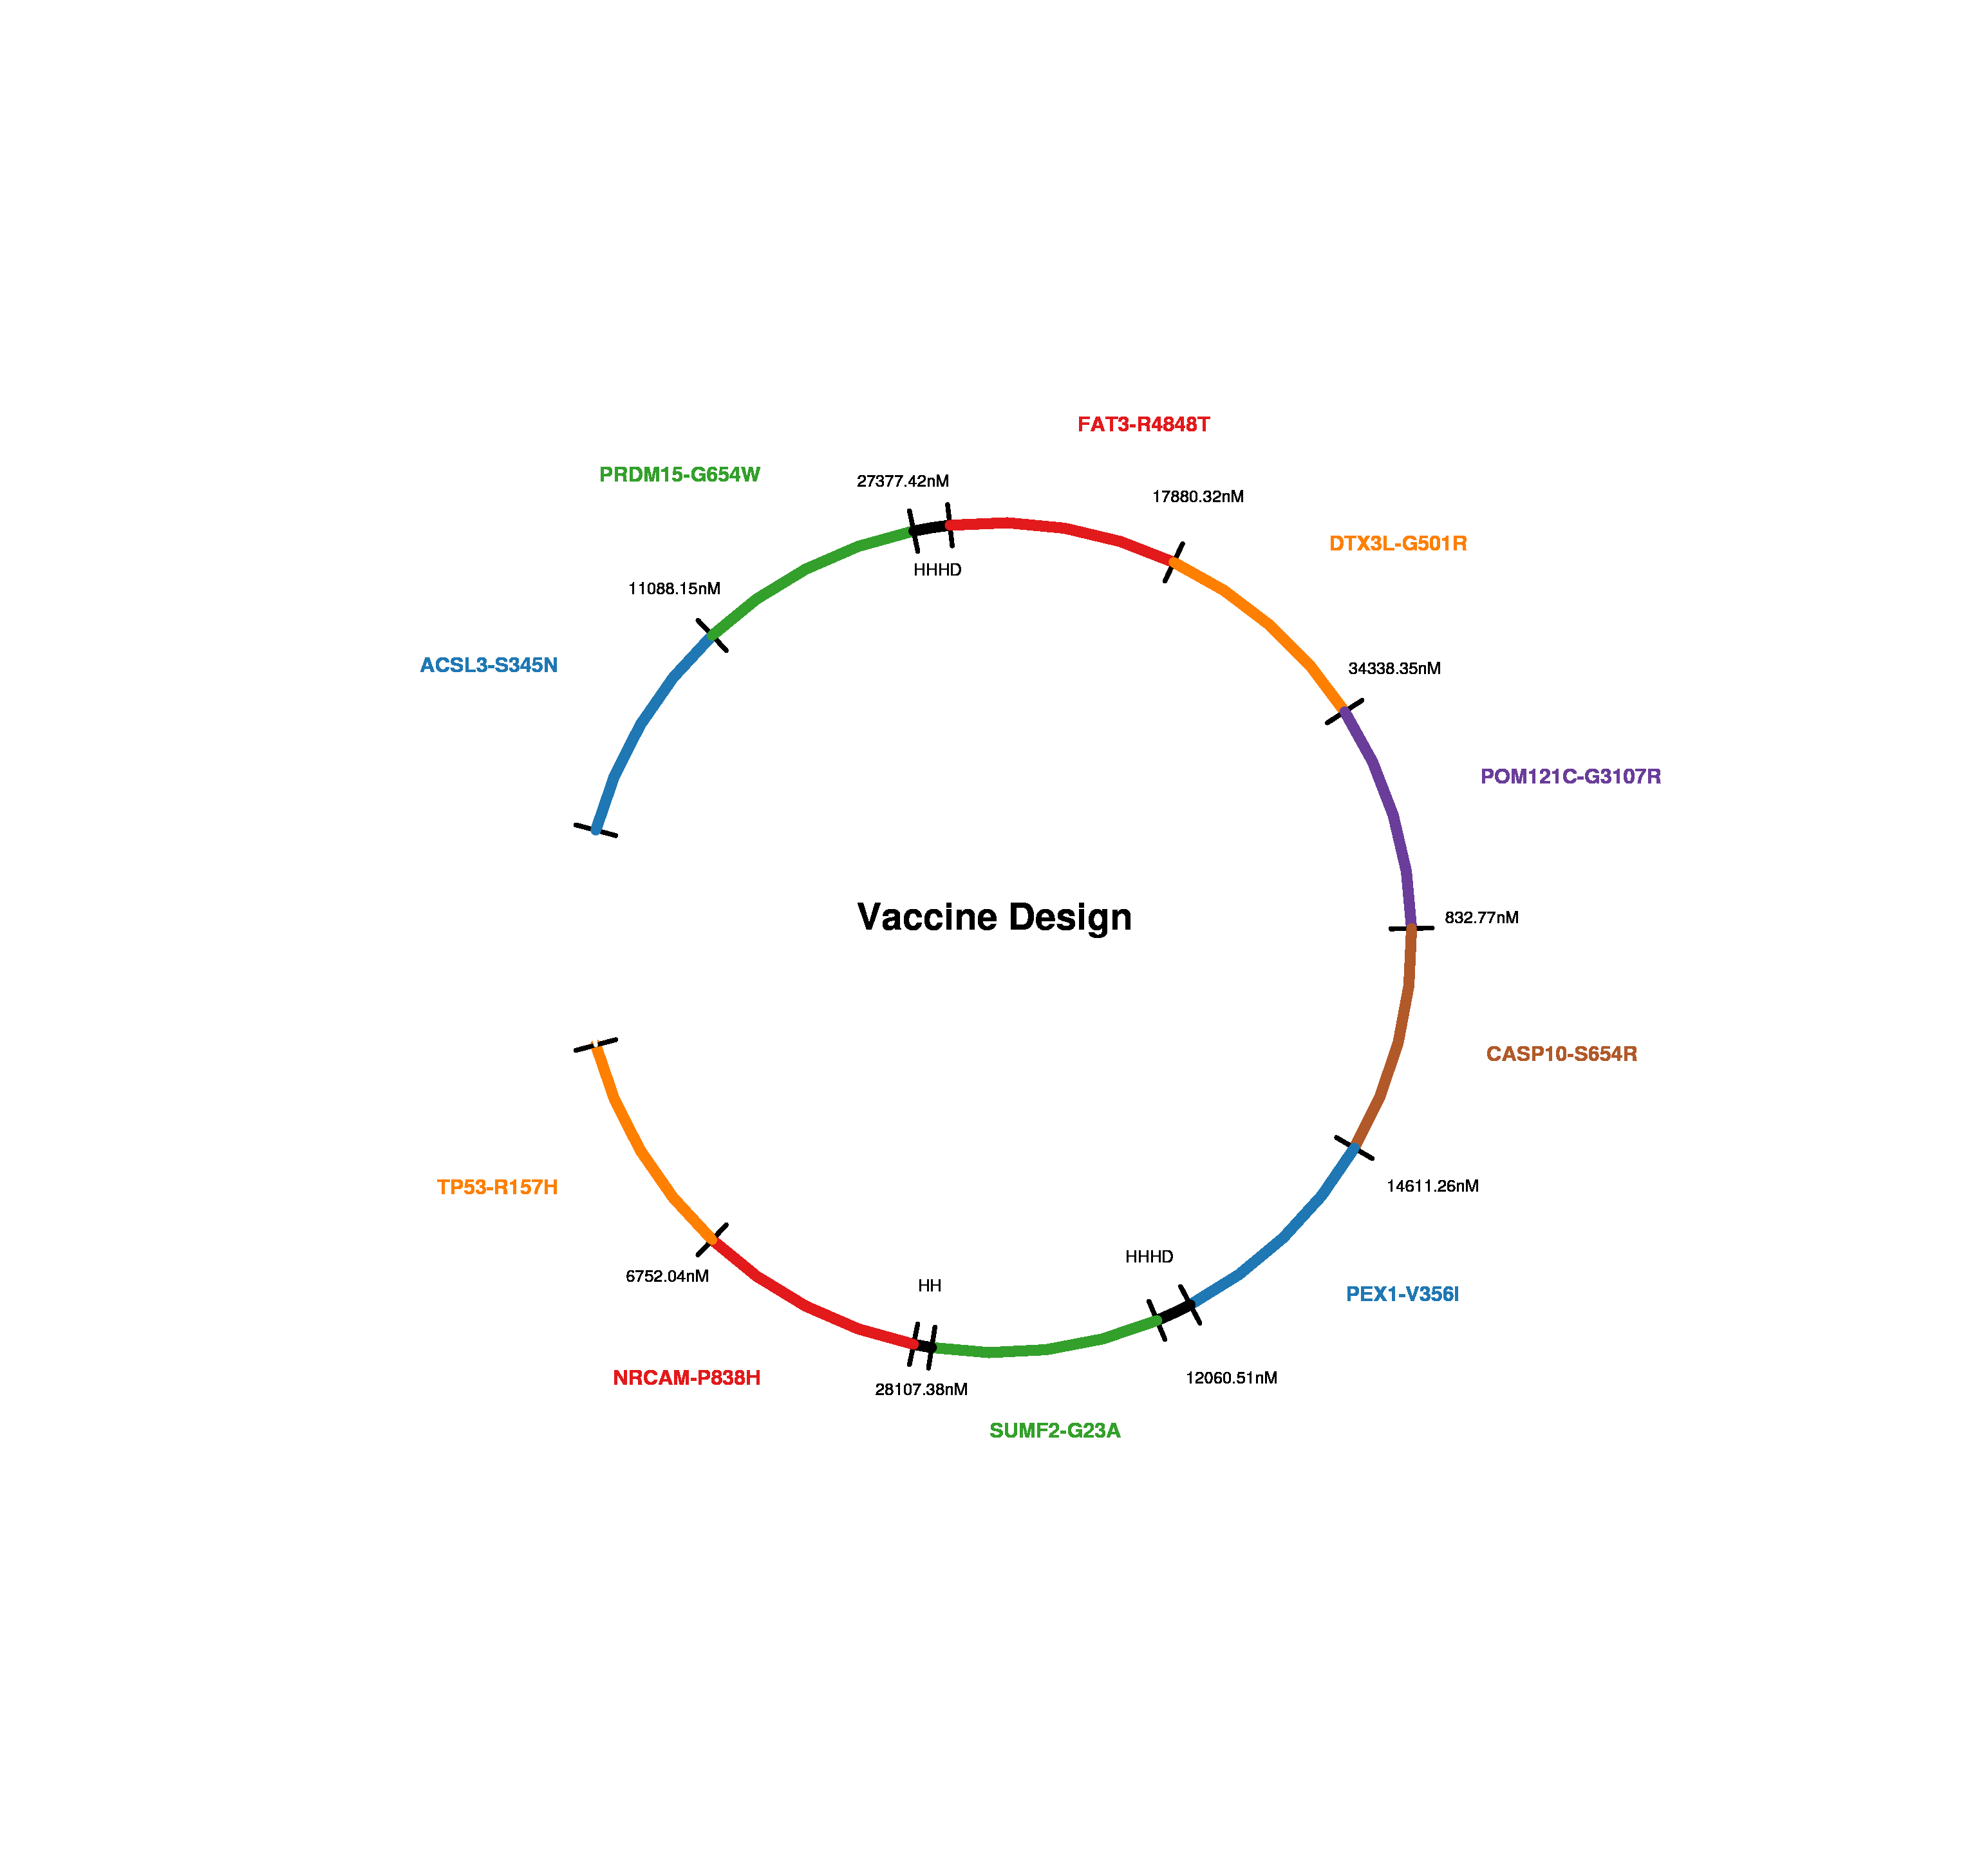 FAT3-R4848T
PRDM15-G654W
27377.42nM
17880.32nM
DTX3L-G501R
HHHD
11088.15nM
ACSL3-S345N
34338.35nM
POM121C-G3107R
Vaccine Design
832.77nM
CASP10-S654R
TP53-R157H
14611.26nM
HHHD
6752.04nM
HH
PEX1-V356I
NRCAM-P838H
28107.38nM
12060.51nM
SUMF2-G23A